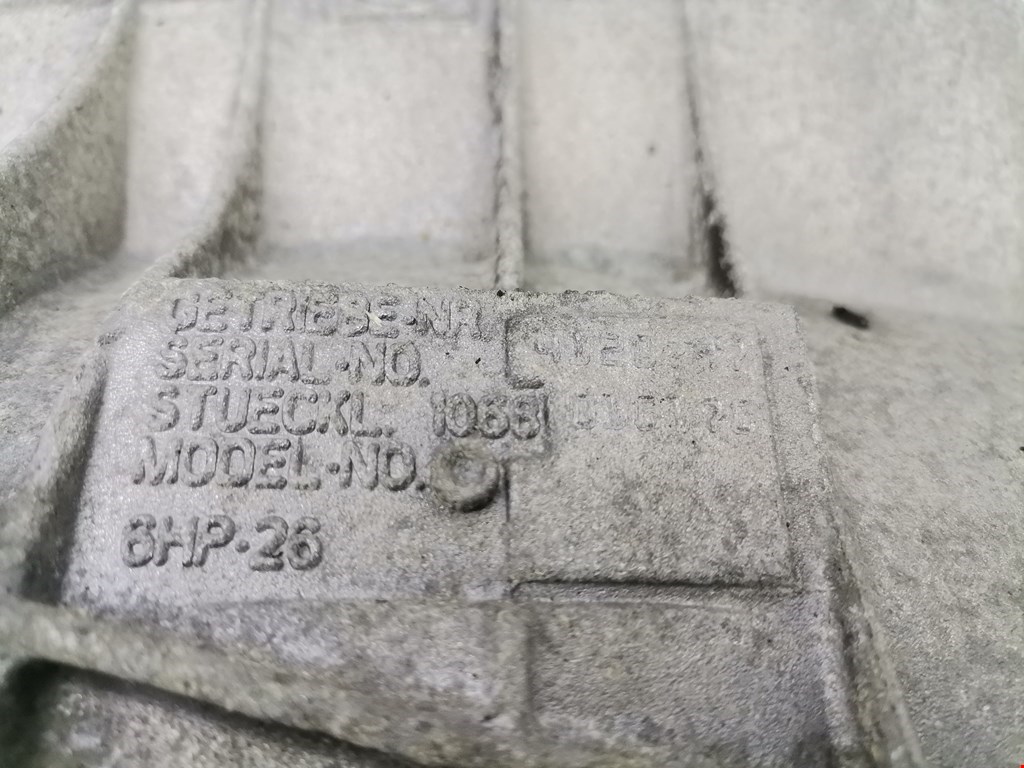 GETRIEBE-NR
SERIAL-NO.
STUECKL. 1068
MODEL-NO.
6HP-26